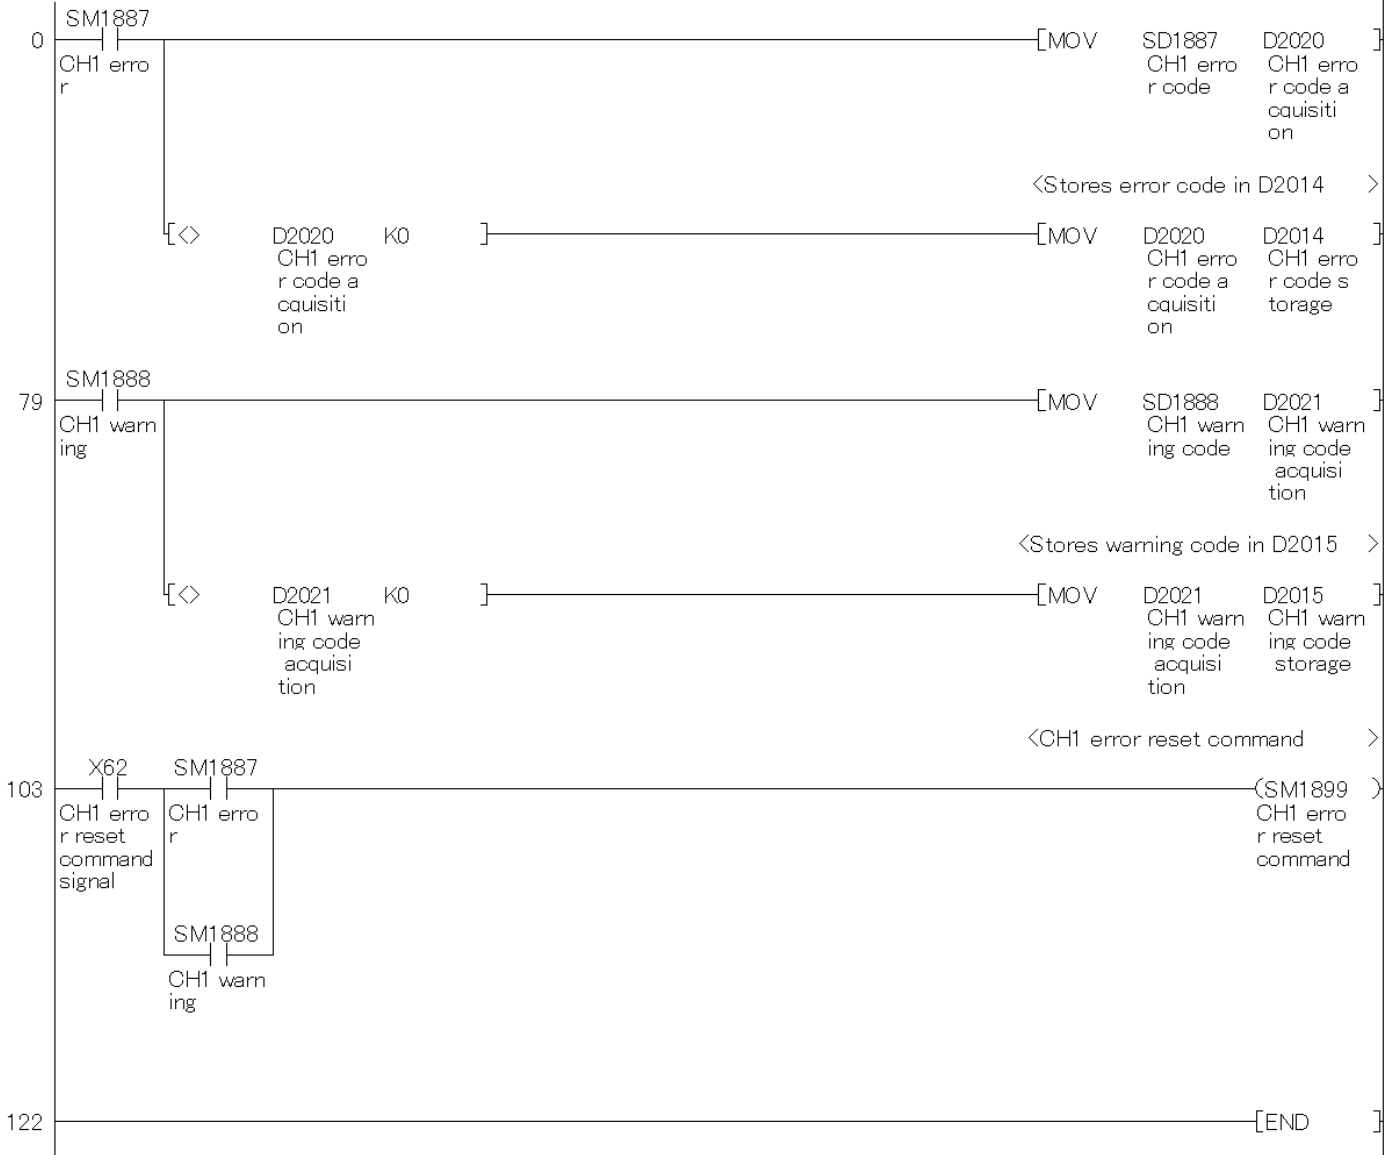 SM1887
0 [MOV SD1887 D2020 ]
CH1 erro CH1 erro CH1 erro
r r code r code a
cquisiti
on
<Stores error code in D2014 >
[<> D2020 K0 ] [MOV D2020 D2014 ]
CH1 erro CH1 erro CH1 erro
r code a r code a r code s
cquisiti cquisiti torage
on on
SM1888
79 [MOV SD1888 D2021 ]
CH1 warn CH1 warn CH1 warn
ing ing code ing code
acquisi
tion
<Stores warning code in D2015 >
[<> D2021 K0 ] [MOV D2021 D2015 ]
CH1 warn CH1 warn CH1 warn
ing code ing code ing code
acquisi acquisi storage
tion tion
<CH1 error reset command >
X62 SM1887
103 (SM1899 )
CH1 erro CH1 erro CH1 erro
r reset r r reset
command command
signal
SM1888
CH1 warn
ing
122 [END ]